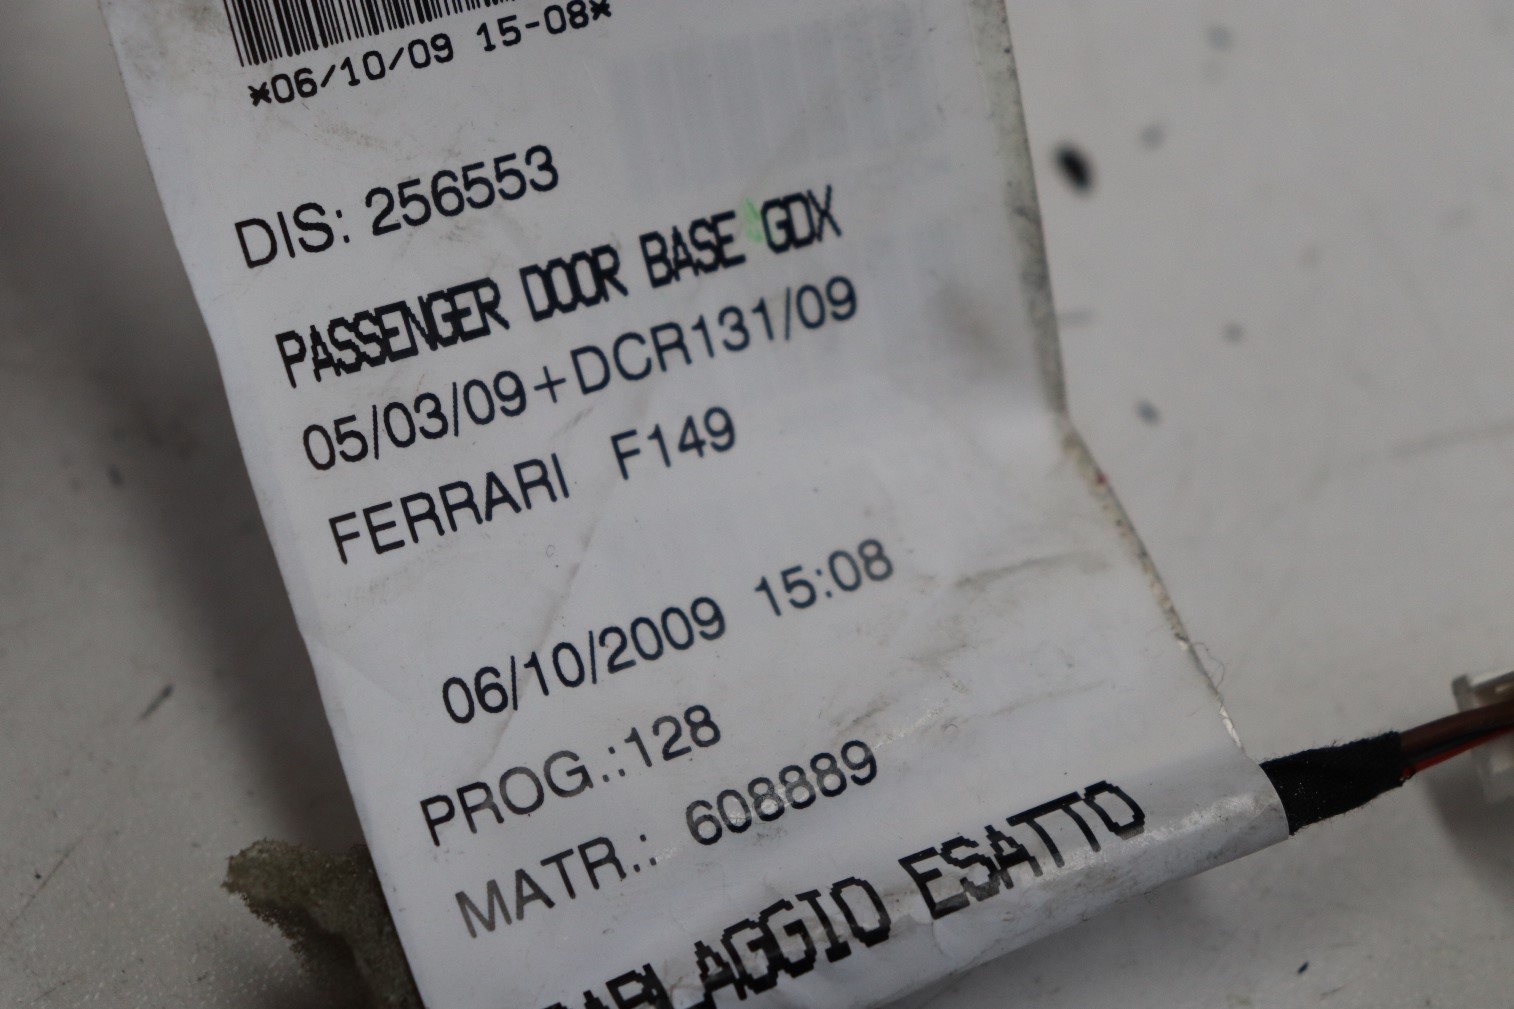 *06/10/09 15-08*
DIS: 256553
PASSENGER DOOR BASE GDX
05/03/09+DCR131/09
FERRARI F149
06/10/2009 15:08
PROG.:128
MATR.: 608889
ESATTO